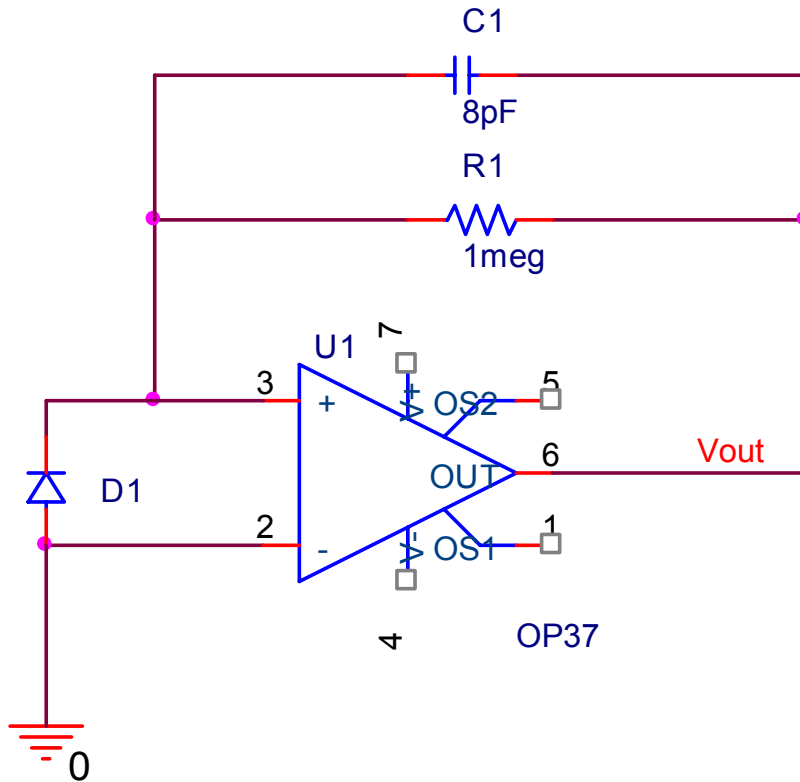 C1
8pF
R1
1meg
U1
7
3
+
V+
OS2
5
D1
OUT
6
Vout
2
-
V-
OS1
1
4
OP37
0